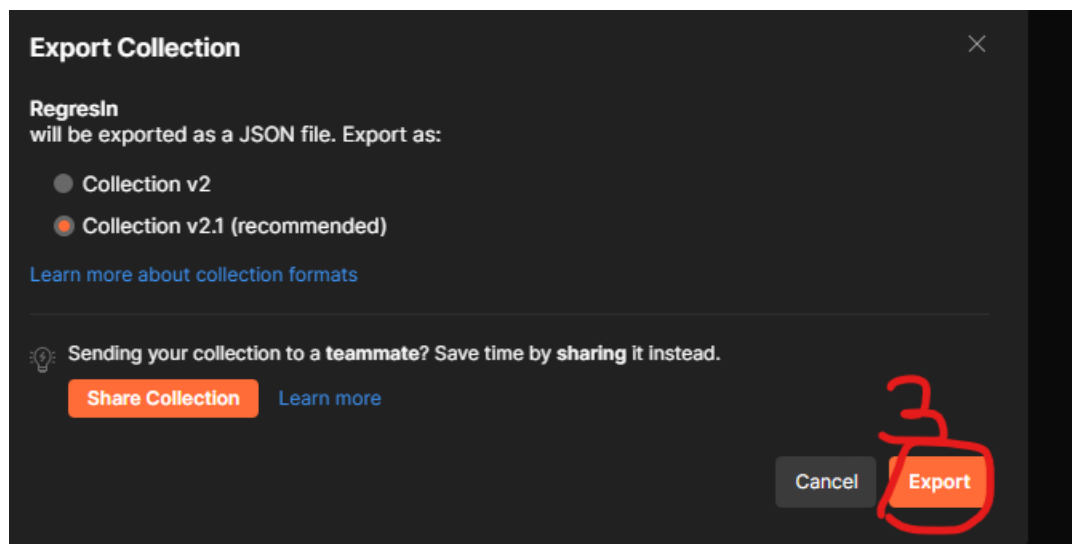 Export Collection
RegresIn
will be exported as a JSON file. Export as:
Collection v2
Collection v2.1 (recommended)
Learn more about collection formats
Sending your collection to a teammate? Save time by sharing it instead.
Share Collection Learn more
3
Cancel Export